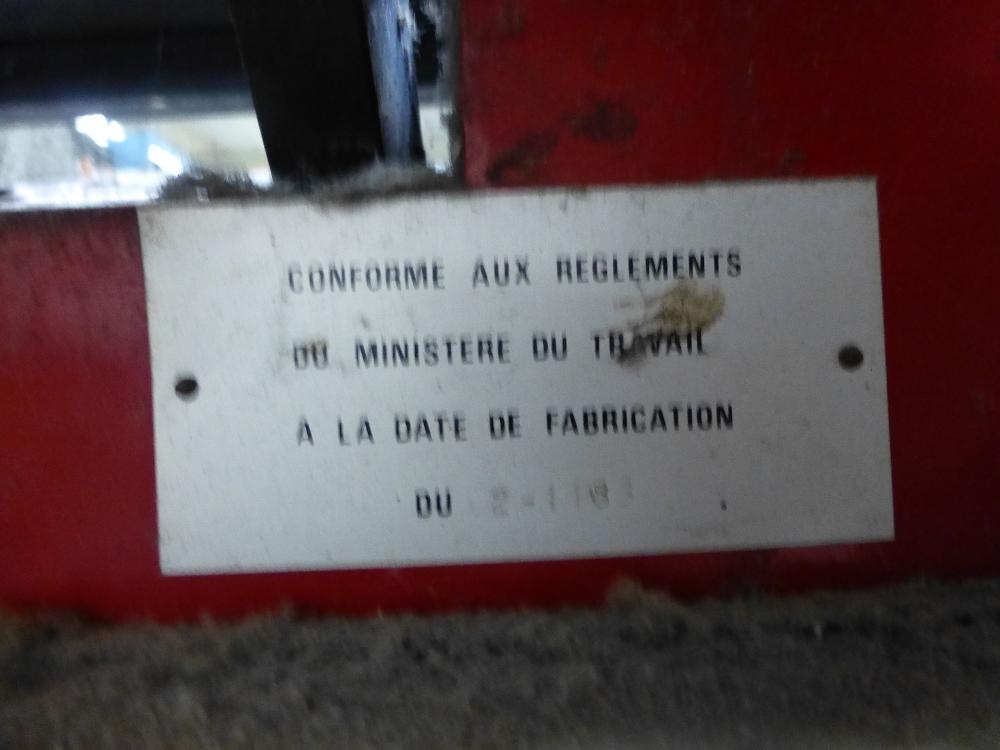 CONFORME AUX REGLEMENTS
DU MINISTERE DU TRAVAIL
A LA DATE DE FABRICATION
DU